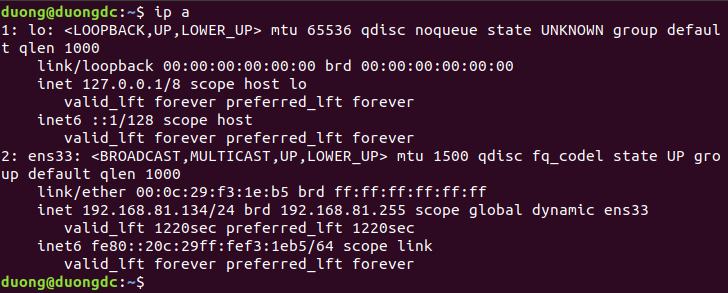 duong@duongdc:~$ ip a
1: lo: <LOOPBACK,UP,LOWER_UP> mtu 65536 qdisc noqueue state UNKNOWN group defaul
t qlen 1000
    link/loopback 00:00:00:00:00:00 brd 00:00:00:00:00:00
    inet 127.0.0.1/8 scope host lo
       valid_lft forever preferred_lft forever
    inet6 ::1/128 scope host
       valid_lft forever preferred_lft forever
2: ens33: <BROADCAST,MULTICAST,UP,LOWER_UP> mtu 1500 qdisc fq_codel state UP gro
up default qlen 1000
    link/ether 00:0c:29:f3:1e:b5 brd ff:ff:ff:ff:ff:ff
    inet 192.168.81.134/24 brd 192.168.81.255 scope global dynamic ens33
       valid_lft 1220sec preferred_lft 1220sec
    inet6 fe80::20c:29ff:fef3:1eb5/64 scope link
       valid_lft forever preferred_lft forever
duong@duongdc:~$